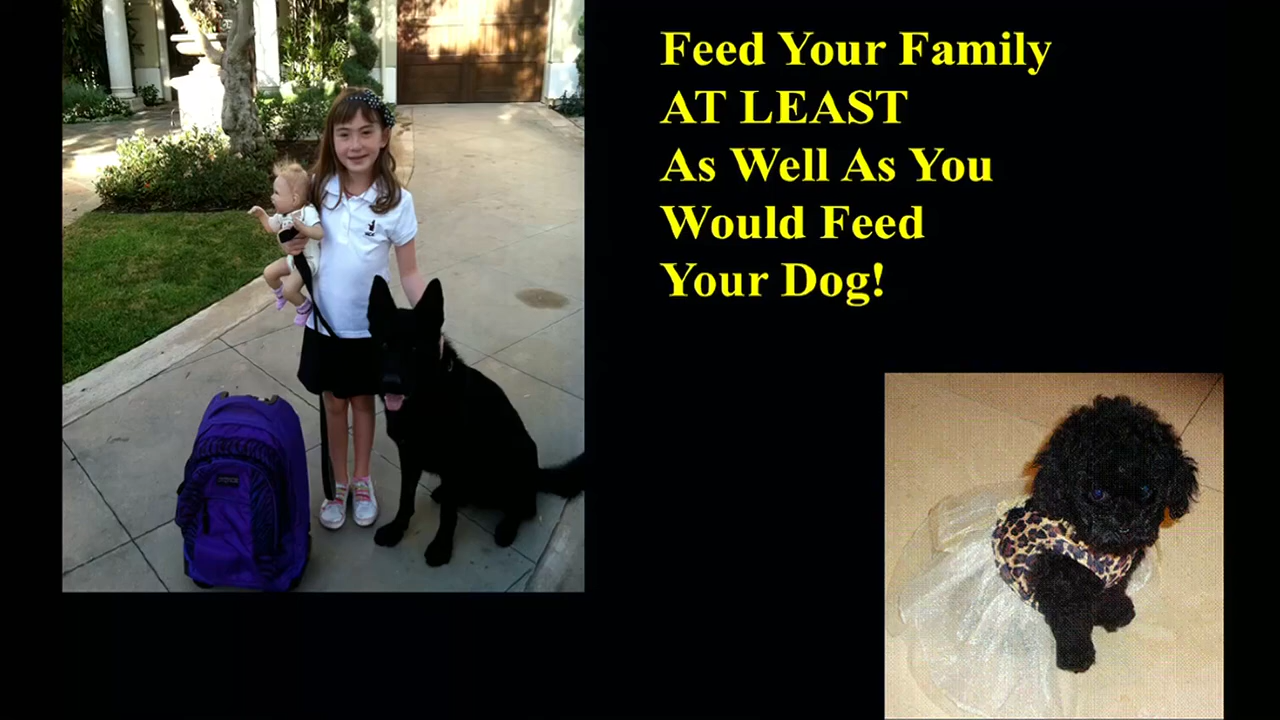 Feed Your Family
AT LEAST
As Well As You
Would Feed
Your Dog!